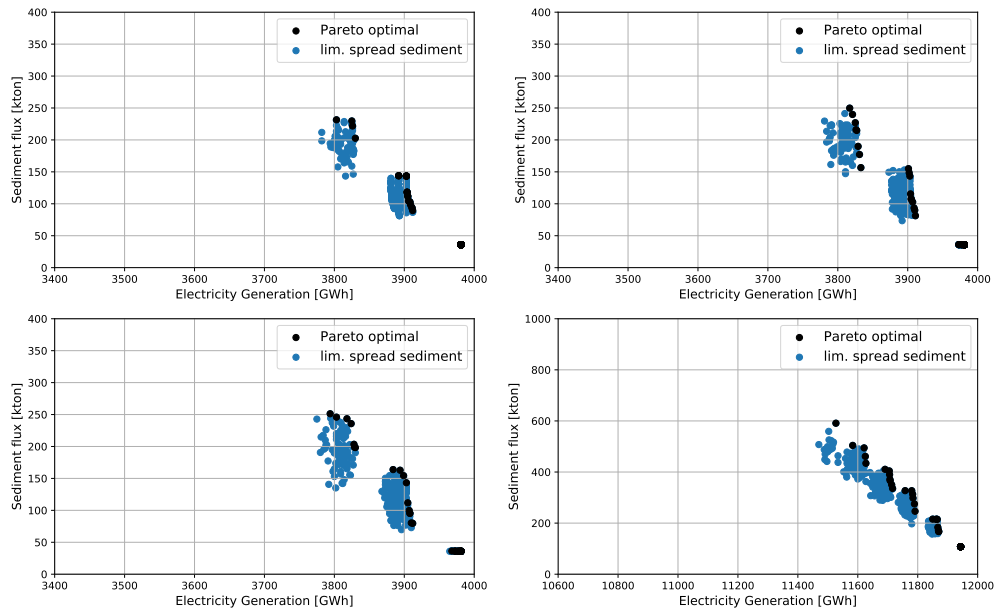 400
350
300
250
200
150
100
50
0
Sediment flux [kton]
Pareto optimal
lim. spread sediment
3400 3500 3600 3700 3800 3900 4000
Electricity Generation [GWh]
400
350
300
250
200
150
100
50
0
Sediment flux [kton]
Pareto optimal
lim. spread sediment
3400 3500 3600 3700 3800 3900 4000
Electricity Generation [GWh]
400
350
300
250
200
150
100
50
0
Sediment flux [kton]
Pareto optimal
lim. spread sediment
3400 3500 3600 3700 3800 3900 4000
Electricity Generation [GWh]
1000
800
600
400
200
0
Sediment flux [kton]
Pareto optimal
lim. spread sediment
10600 10800 11000 11200 11400 11600 11800 12000
Electricity Generation [GWh]